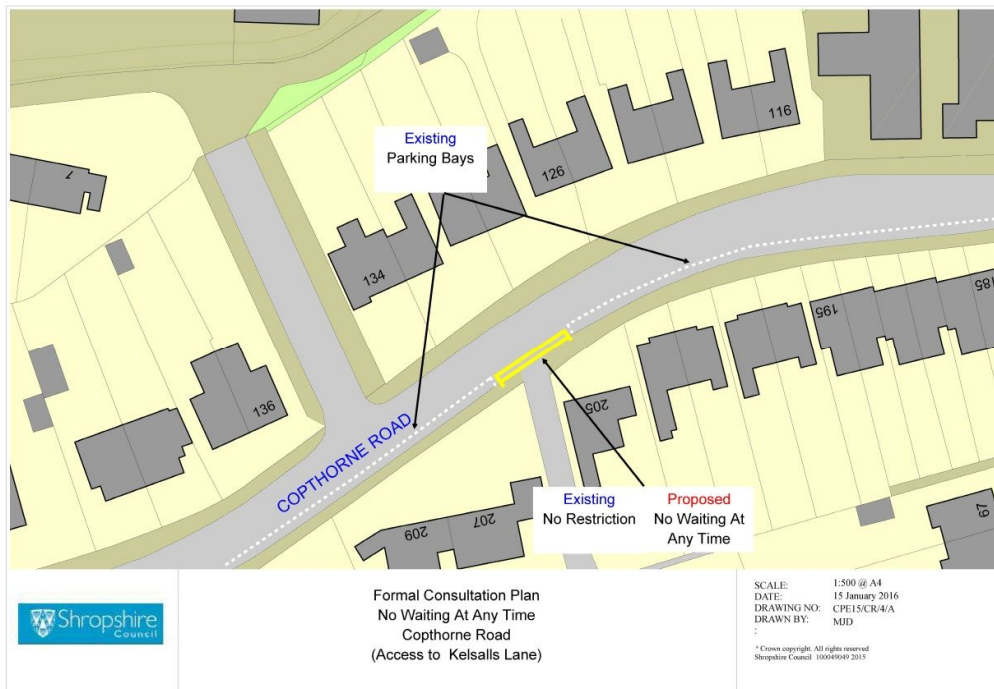 Existing
Parking Bays
116
126
134
7
136
COPTHORNE ROAD
185
195
205
207
209
79
Existing
No Restriction
Proposed
No Waiting At
Any Time
Shropshire
Council
Formal Consultation Plan
No Waiting At Any Time
Copthorne Road
(Access to Kelsalls Lane)
SCALE: 1:500 @ A4
DATE: 15 January 2016
DRAWING NO: CPE15/CR/4/A
DRAWN BY: MJD
:
© Crown copyright. All rights reserved
Shropshire Council 100049049 2015